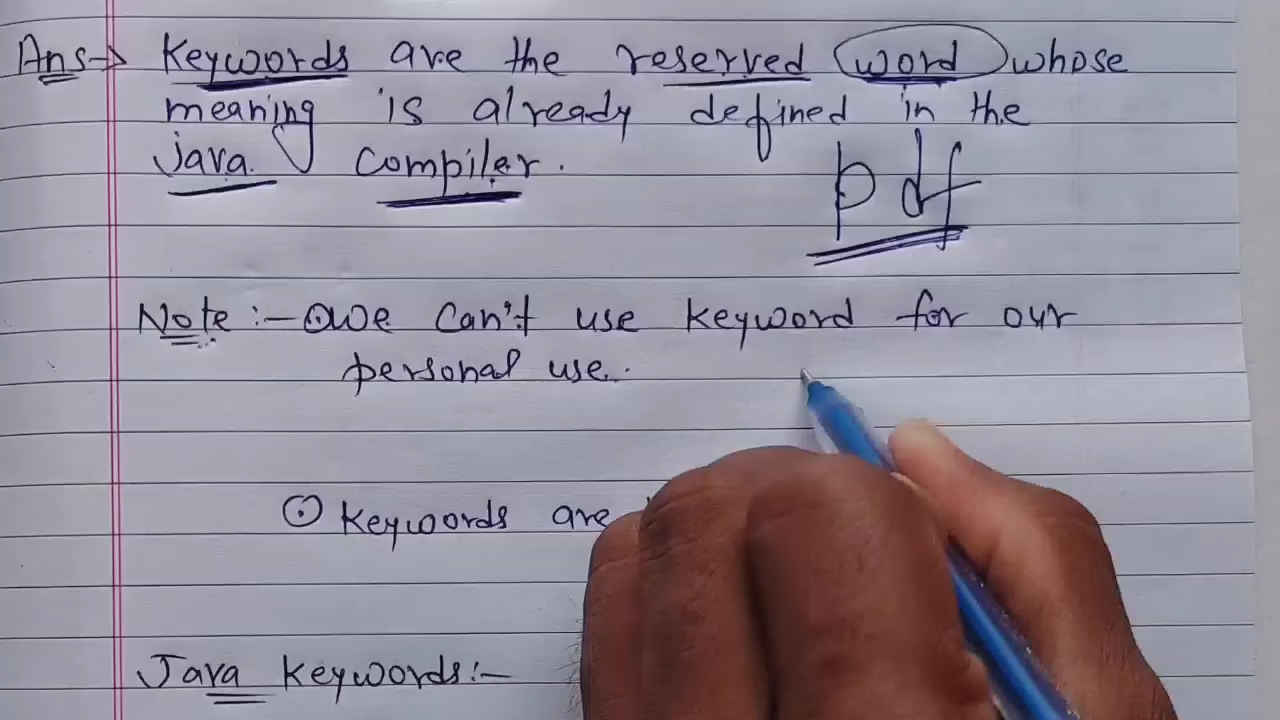 Ans→ Keywords are the reserved word whose
meaning is already defined in the
java compiler.
pdf
Note :- ⊙We can't use keyword for our
personal use.
⊙ Keywords are
Java Keywords:-